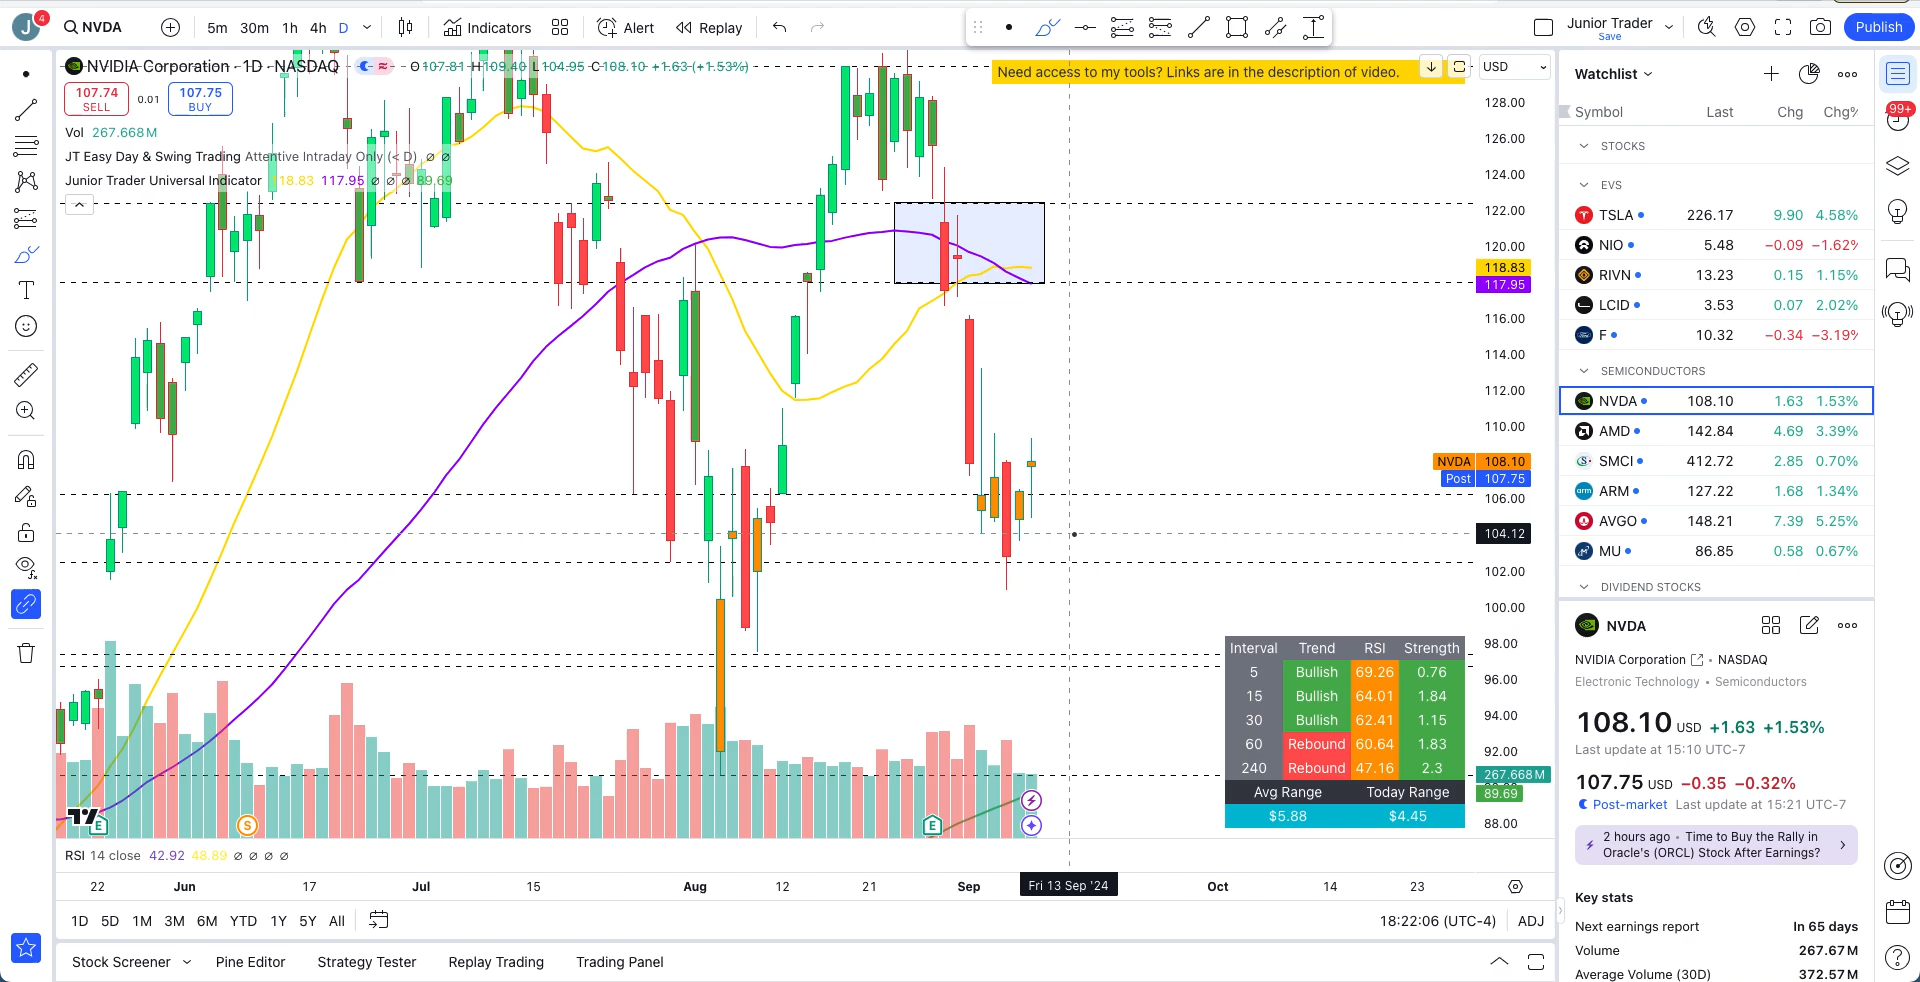 J 4 NVDA 5m 30m 1h 4h D Indicators Alert Replay Junior Trader Save Publish
NVIDIA Corporation · 1D · NASDAQ O107.81 H109.40 L104.95 C108.10 +1.63 (+1.53%)
Need access to my tools? Links are in the description of video.
USD
107.74 SELL 0.01 107.75 BUY
Vol 267.668M
JT Easy Day & Swing Trading Attentive Intraday Only (< D) ∅ ∅
Junior Trader Universal Indicator 118.83 117.95 ∅ ∅ ∅ 89.69
128.00
126.00
124.00
122.00
120.00
118.83
117.95
116.00
114.00
112.00
110.00
NVDA 108.10
Post 107.75
106.00
104.12
102.00
100.00
98.00
96.00
94.00
92.00
267.668M
89.69
88.00
Interval Trend RSI Strength
5 Bullish 69.26 0.76
15 Bullish 64.01 1.84
30 Bullish 62.41 1.15
60 Rebound 60.64 1.83
240 Rebound 47.16 2.3
Avg Range Today Range
$5.88 $4.45
E S E
RSI 14 close 42.92 48.89 ∅ ∅ ∅ ∅
22 Jun 17 Jul 15 Aug 12 21 Sep Fri 13 Sep '24 Oct 14 23
1D 5D 1M 3M 6M YTD 1Y 5Y All 18:22:06 (UTC-4) ADJ
Stock Screener Pine Editor Strategy Tester Replay Trading Trading Panel
Watchlist
Symbol Last Chg Chg%
STOCKS
EVS
TSLA 226.17 9.90 4.58%
NIO 5.48 −0.09 −1.62%
RIVN 13.23 0.15 1.15%
LCID 3.53 0.07 2.02%
F 10.32 −0.34 −3.19%
SEMICONDUCTORS
NVDA 108.10 1.63 1.53%
AMD 142.84 4.69 3.39%
SMCI 412.72 2.85 0.70%
arm ARM 127.22 1.68 1.34%
AVGO 148.21 7.39 5.25%
MU 86.85 0.58 0.67%
DIVIDEND STOCKS
NVDA
NVIDIA Corporation • NASDAQ
Electronic Technology • Semiconductors
108.10 USD +1.63 +1.53%
Last update at 15:10 UTC-7
107.75 USD −0.35 −0.32%
Post-market Last update at 15:21 UTC-7
2 hours ago • Time to Buy the Rally in
Oracle's (ORCL) Stock After Earnings?
Key stats
Next earnings report In 65 days
Volume 267.67M
Average Volume (30D) 372.57M
99+